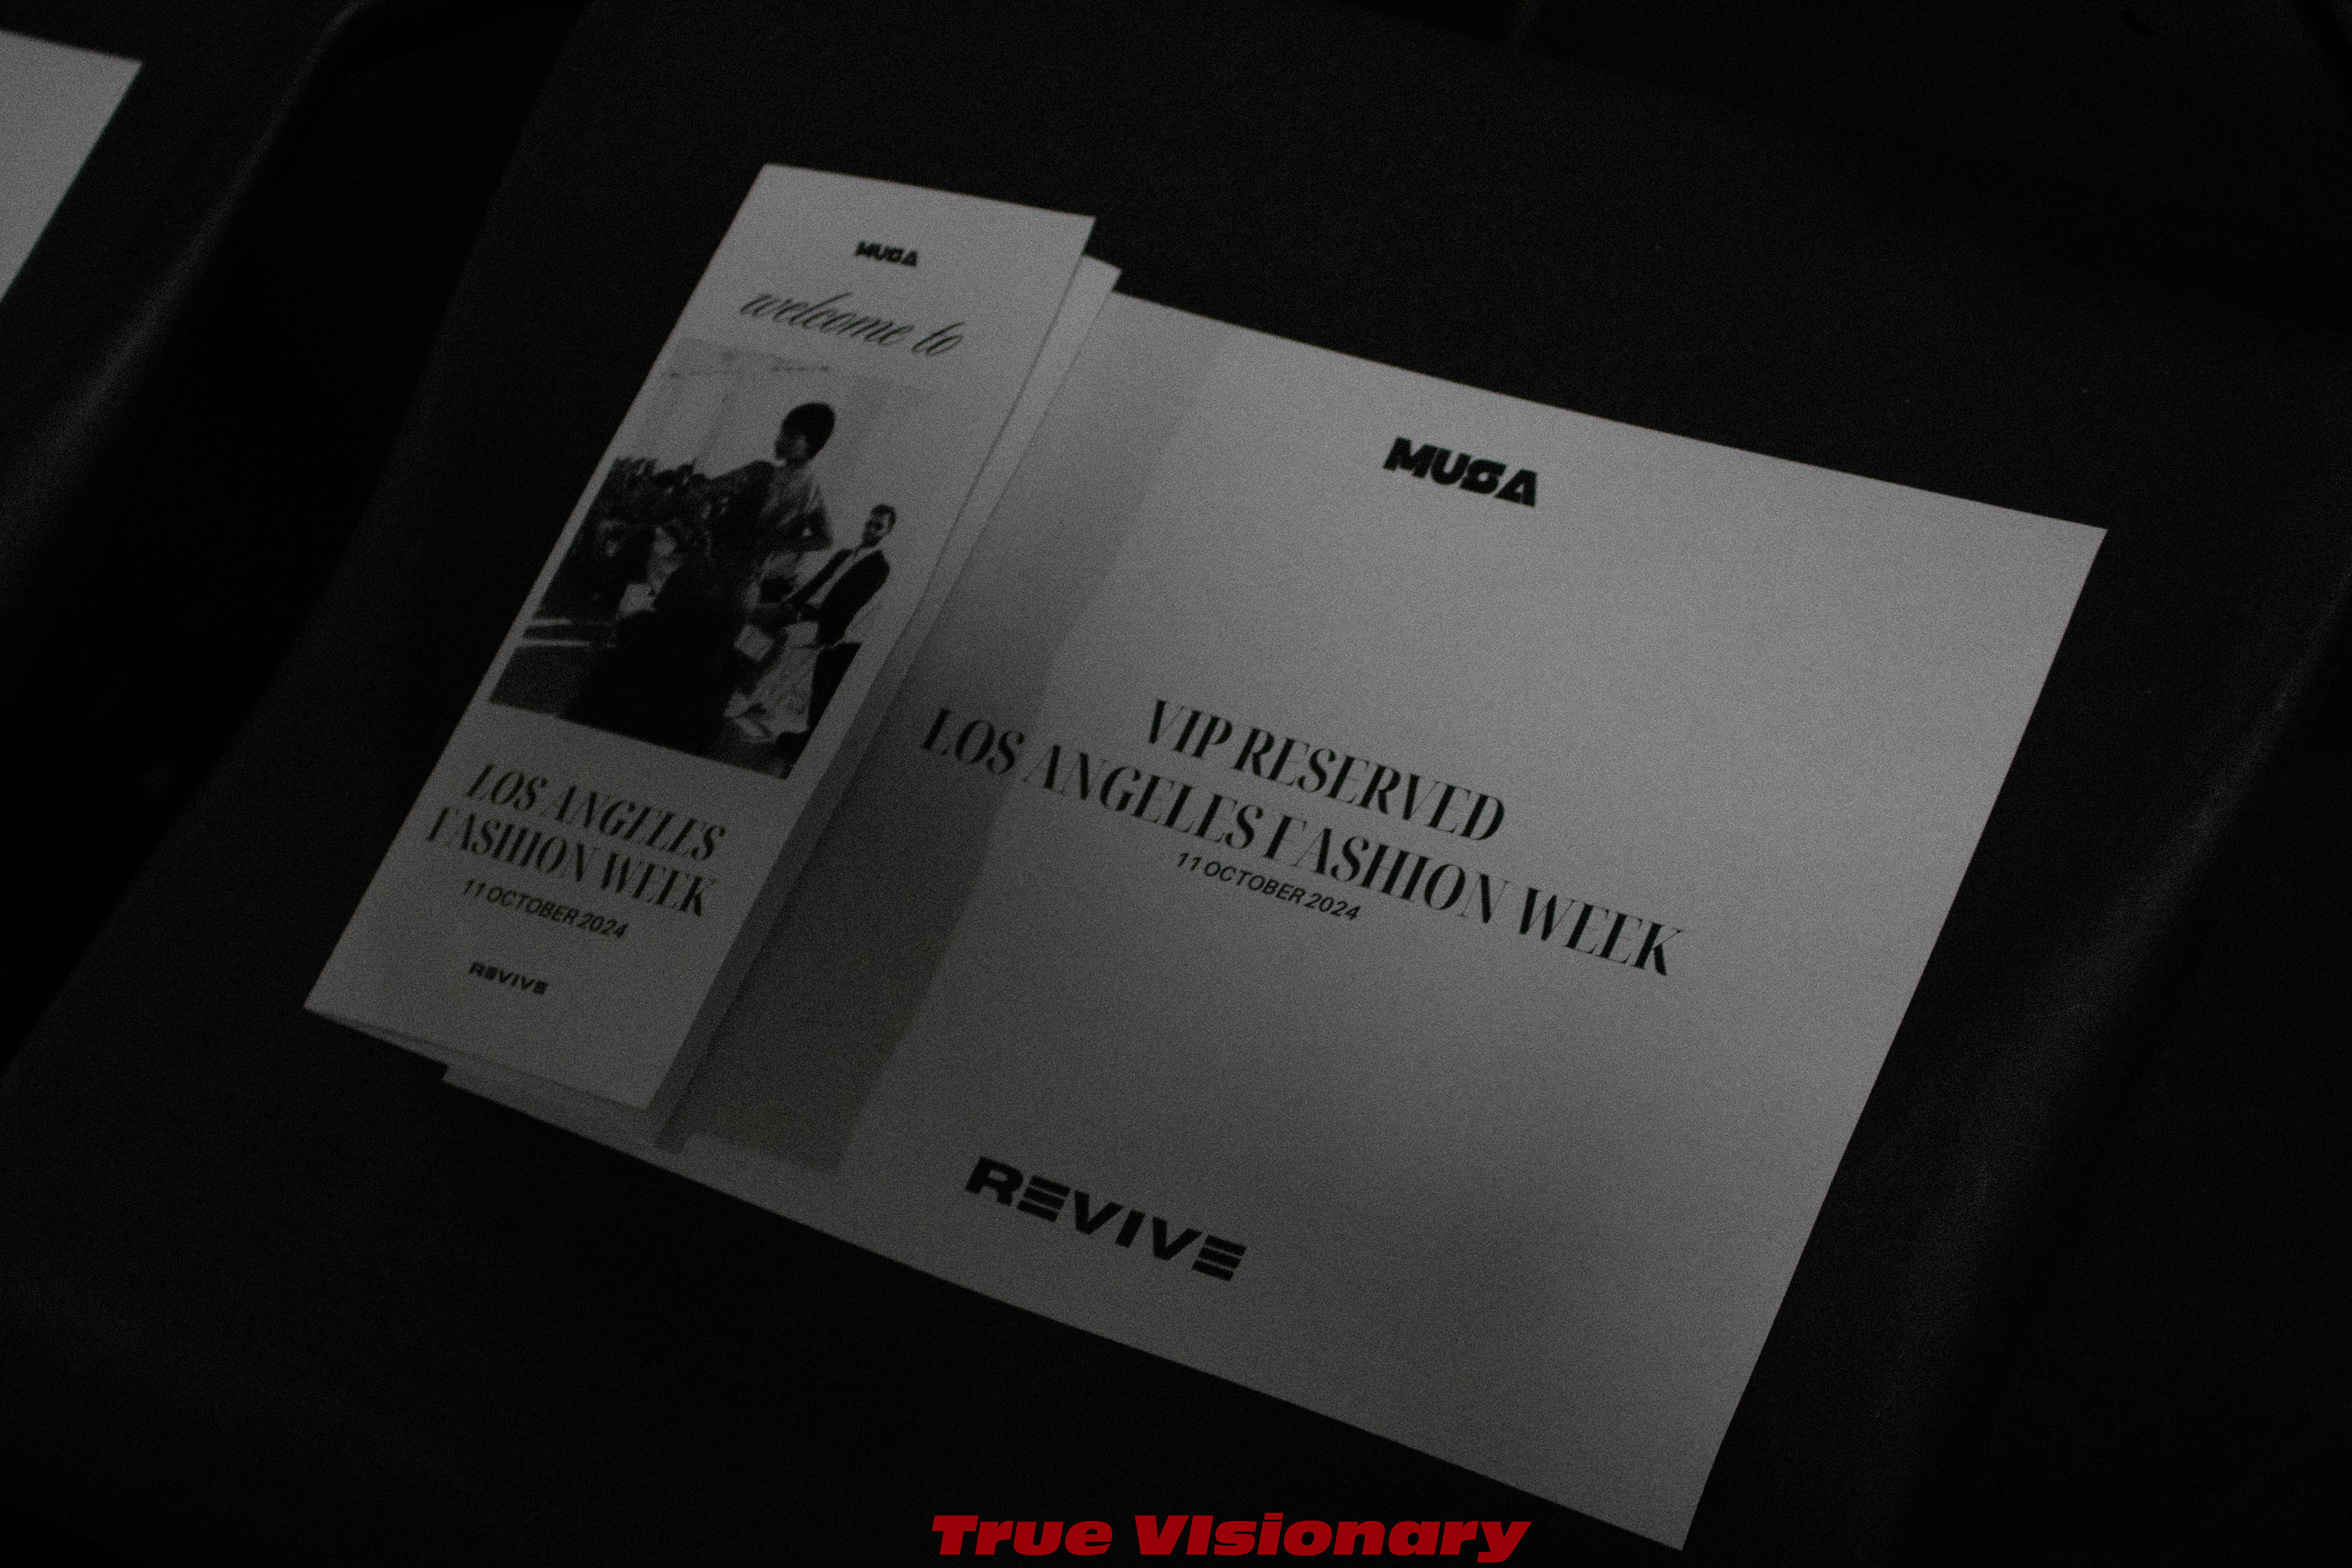 MUSA
welcome to
LOS ANGELES
FASHION WEEK
11 OCTOBER 2024
REVIVE
MUSA
VIP RESERVED
LOS ANGELES FASHION WEEK
11 OCTOBER 2024
REVIVE
True VIsionary